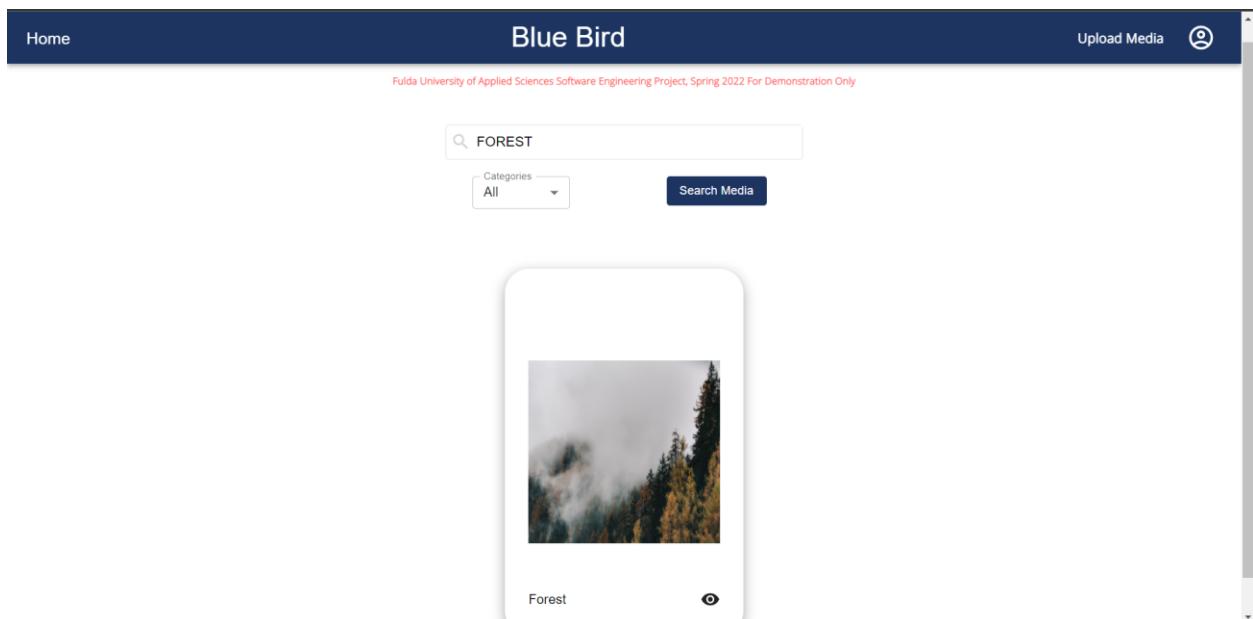 Home
Blue Bird
Upload Media
Fulda University of Applied Sciences Software Engineering Project, Spring 2022 For Demonstration Only
FOREST
Categories
All
Search Media
Forest